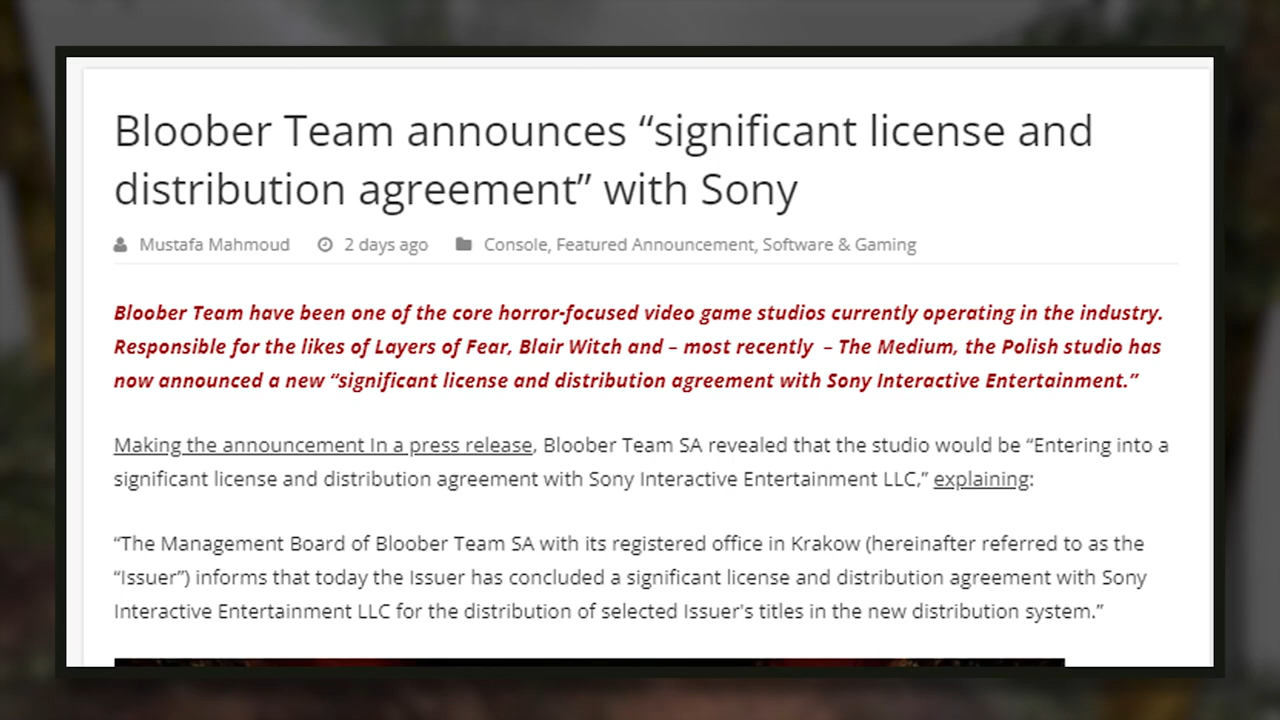 Bloober Team announces “significant license and
distribution agreement” with Sony
Mustafa Mahmoud 2 days ago Console, Featured Announcement, Software & Gaming
Bloober Team have been one of the core horror-focused video game studios currently operating in the industry.
Responsible for the likes of Layers of Fear, Blair Witch and – most recently – The Medium, the Polish studio has
now announced a new “significant license and distribution agreement with Sony Interactive Entertainment.”
Making the announcement In a press release, Bloober Team SA revealed that the studio would be “Entering into a
significant license and distribution agreement with Sony Interactive Entertainment LLC,” explaining:
“The Management Board of Bloober Team SA with its registered office in Krakow (hereinafter referred to as the
“Issuer”) informs that today the Issuer has concluded a significant license and distribution agreement with Sony
Interactive Entertainment LLC for the distribution of selected Issuer's titles in the new distribution system.”